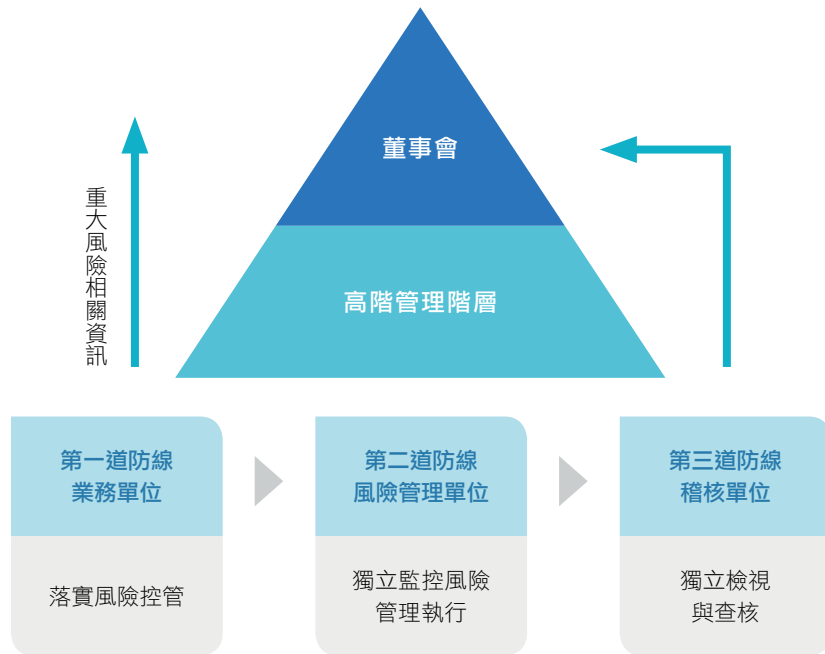 董事會
重大風險相關資訊
高階管理階層
第一道防線
業務單位
落實風險控管
第二道防線
風險管理單位
獨立監控風險
管理執行
第三道防線
稽核單位
獨立檢視
與查核